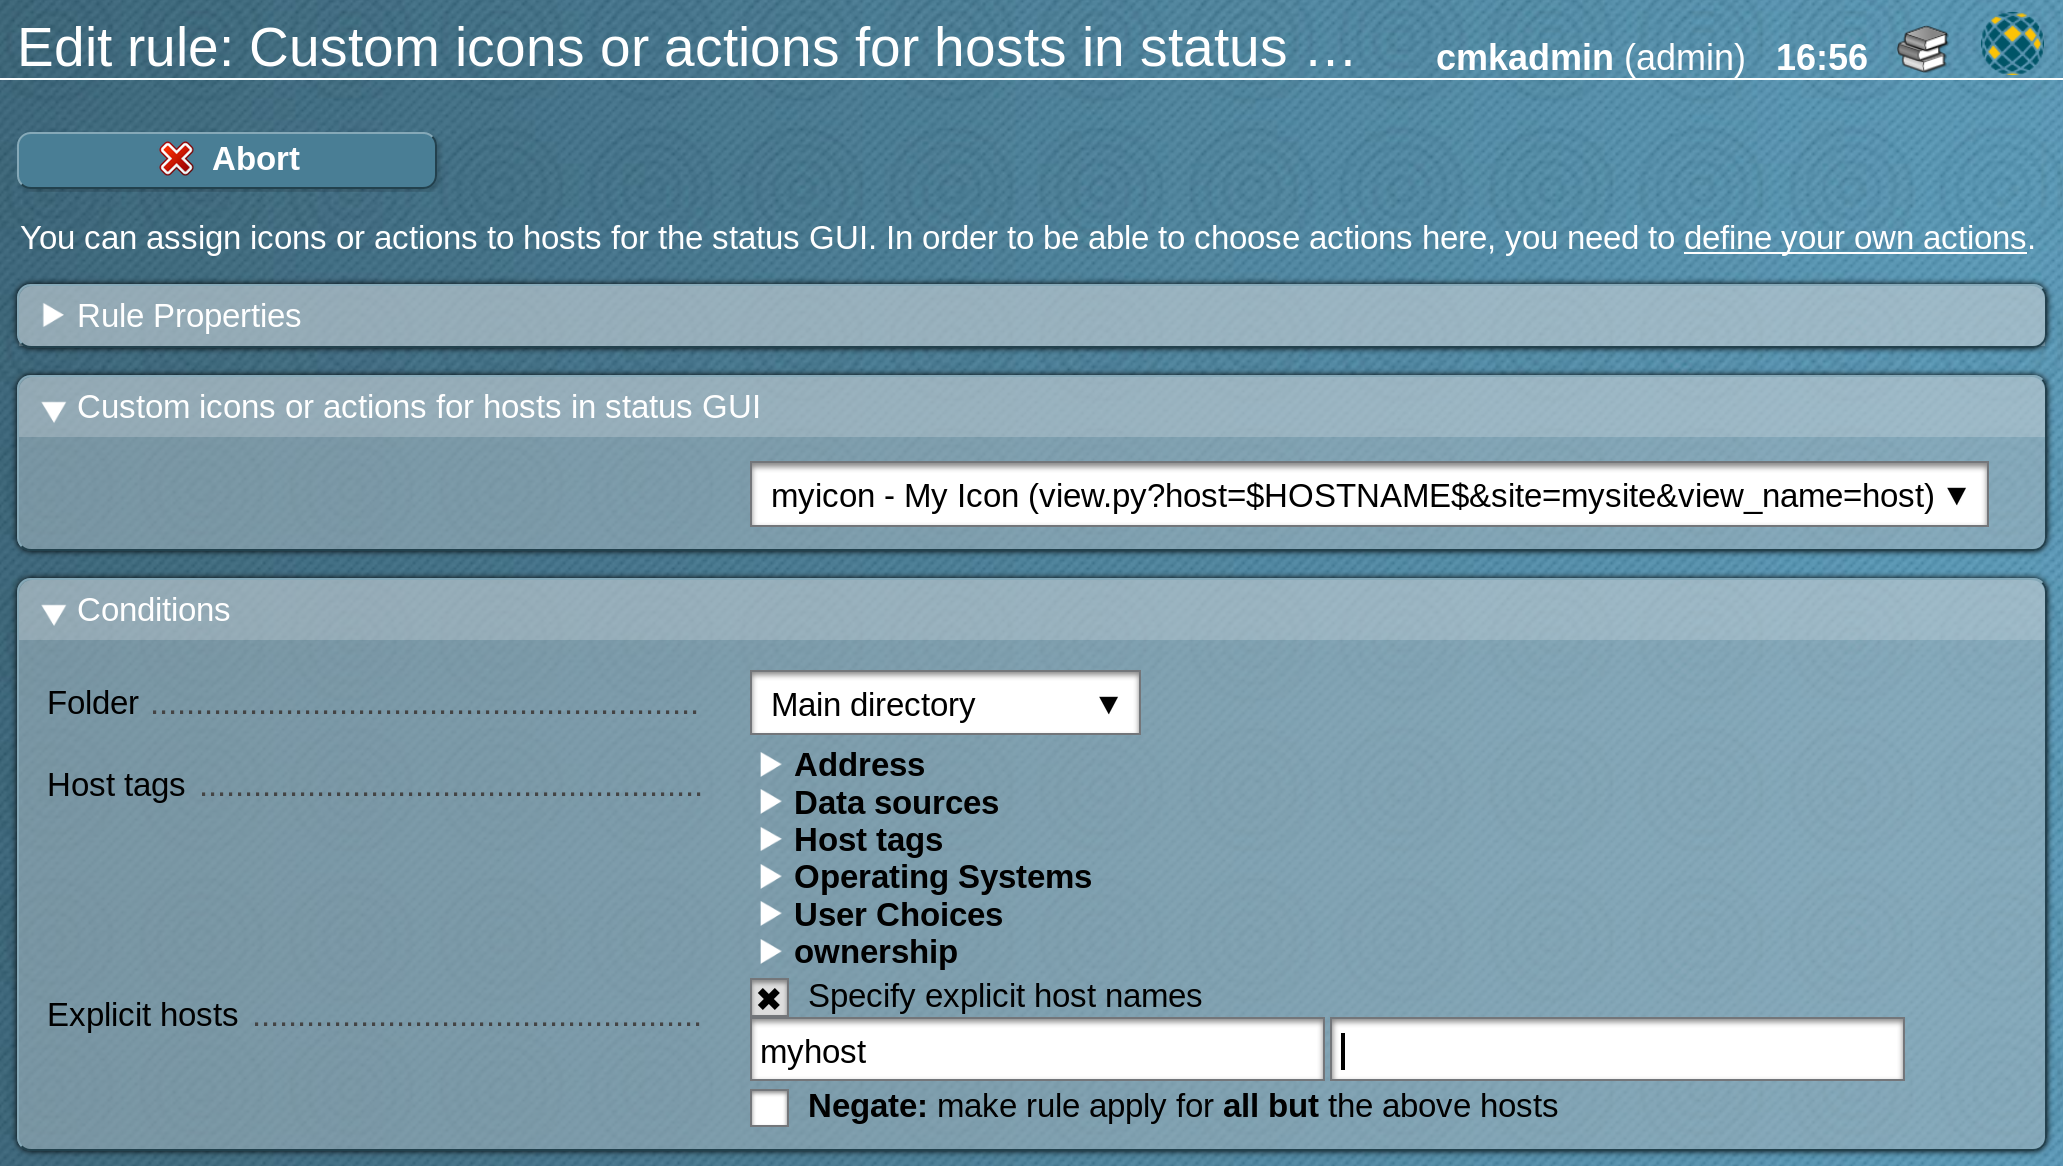 Edit rule: Custom icons or actions for hosts in status …
cmkadmin (admin) 16:56
Abort
You can assign icons or actions to hosts for the status GUI. In order to be able to choose actions here, you need to define your own actions.
Rule Properties
Custom icons or actions for hosts in status GUI
myicon - My Icon (view.py?host=$HOSTNAME$&site=mysite&view_name=host)
Conditions
Folder
Main directory
Host tags
Address
Data sources
Host tags
Operating Systems
User Choices
ownership
Explicit hosts
Specify explicit host names
myhost
Negate: make rule apply for all but the above hosts